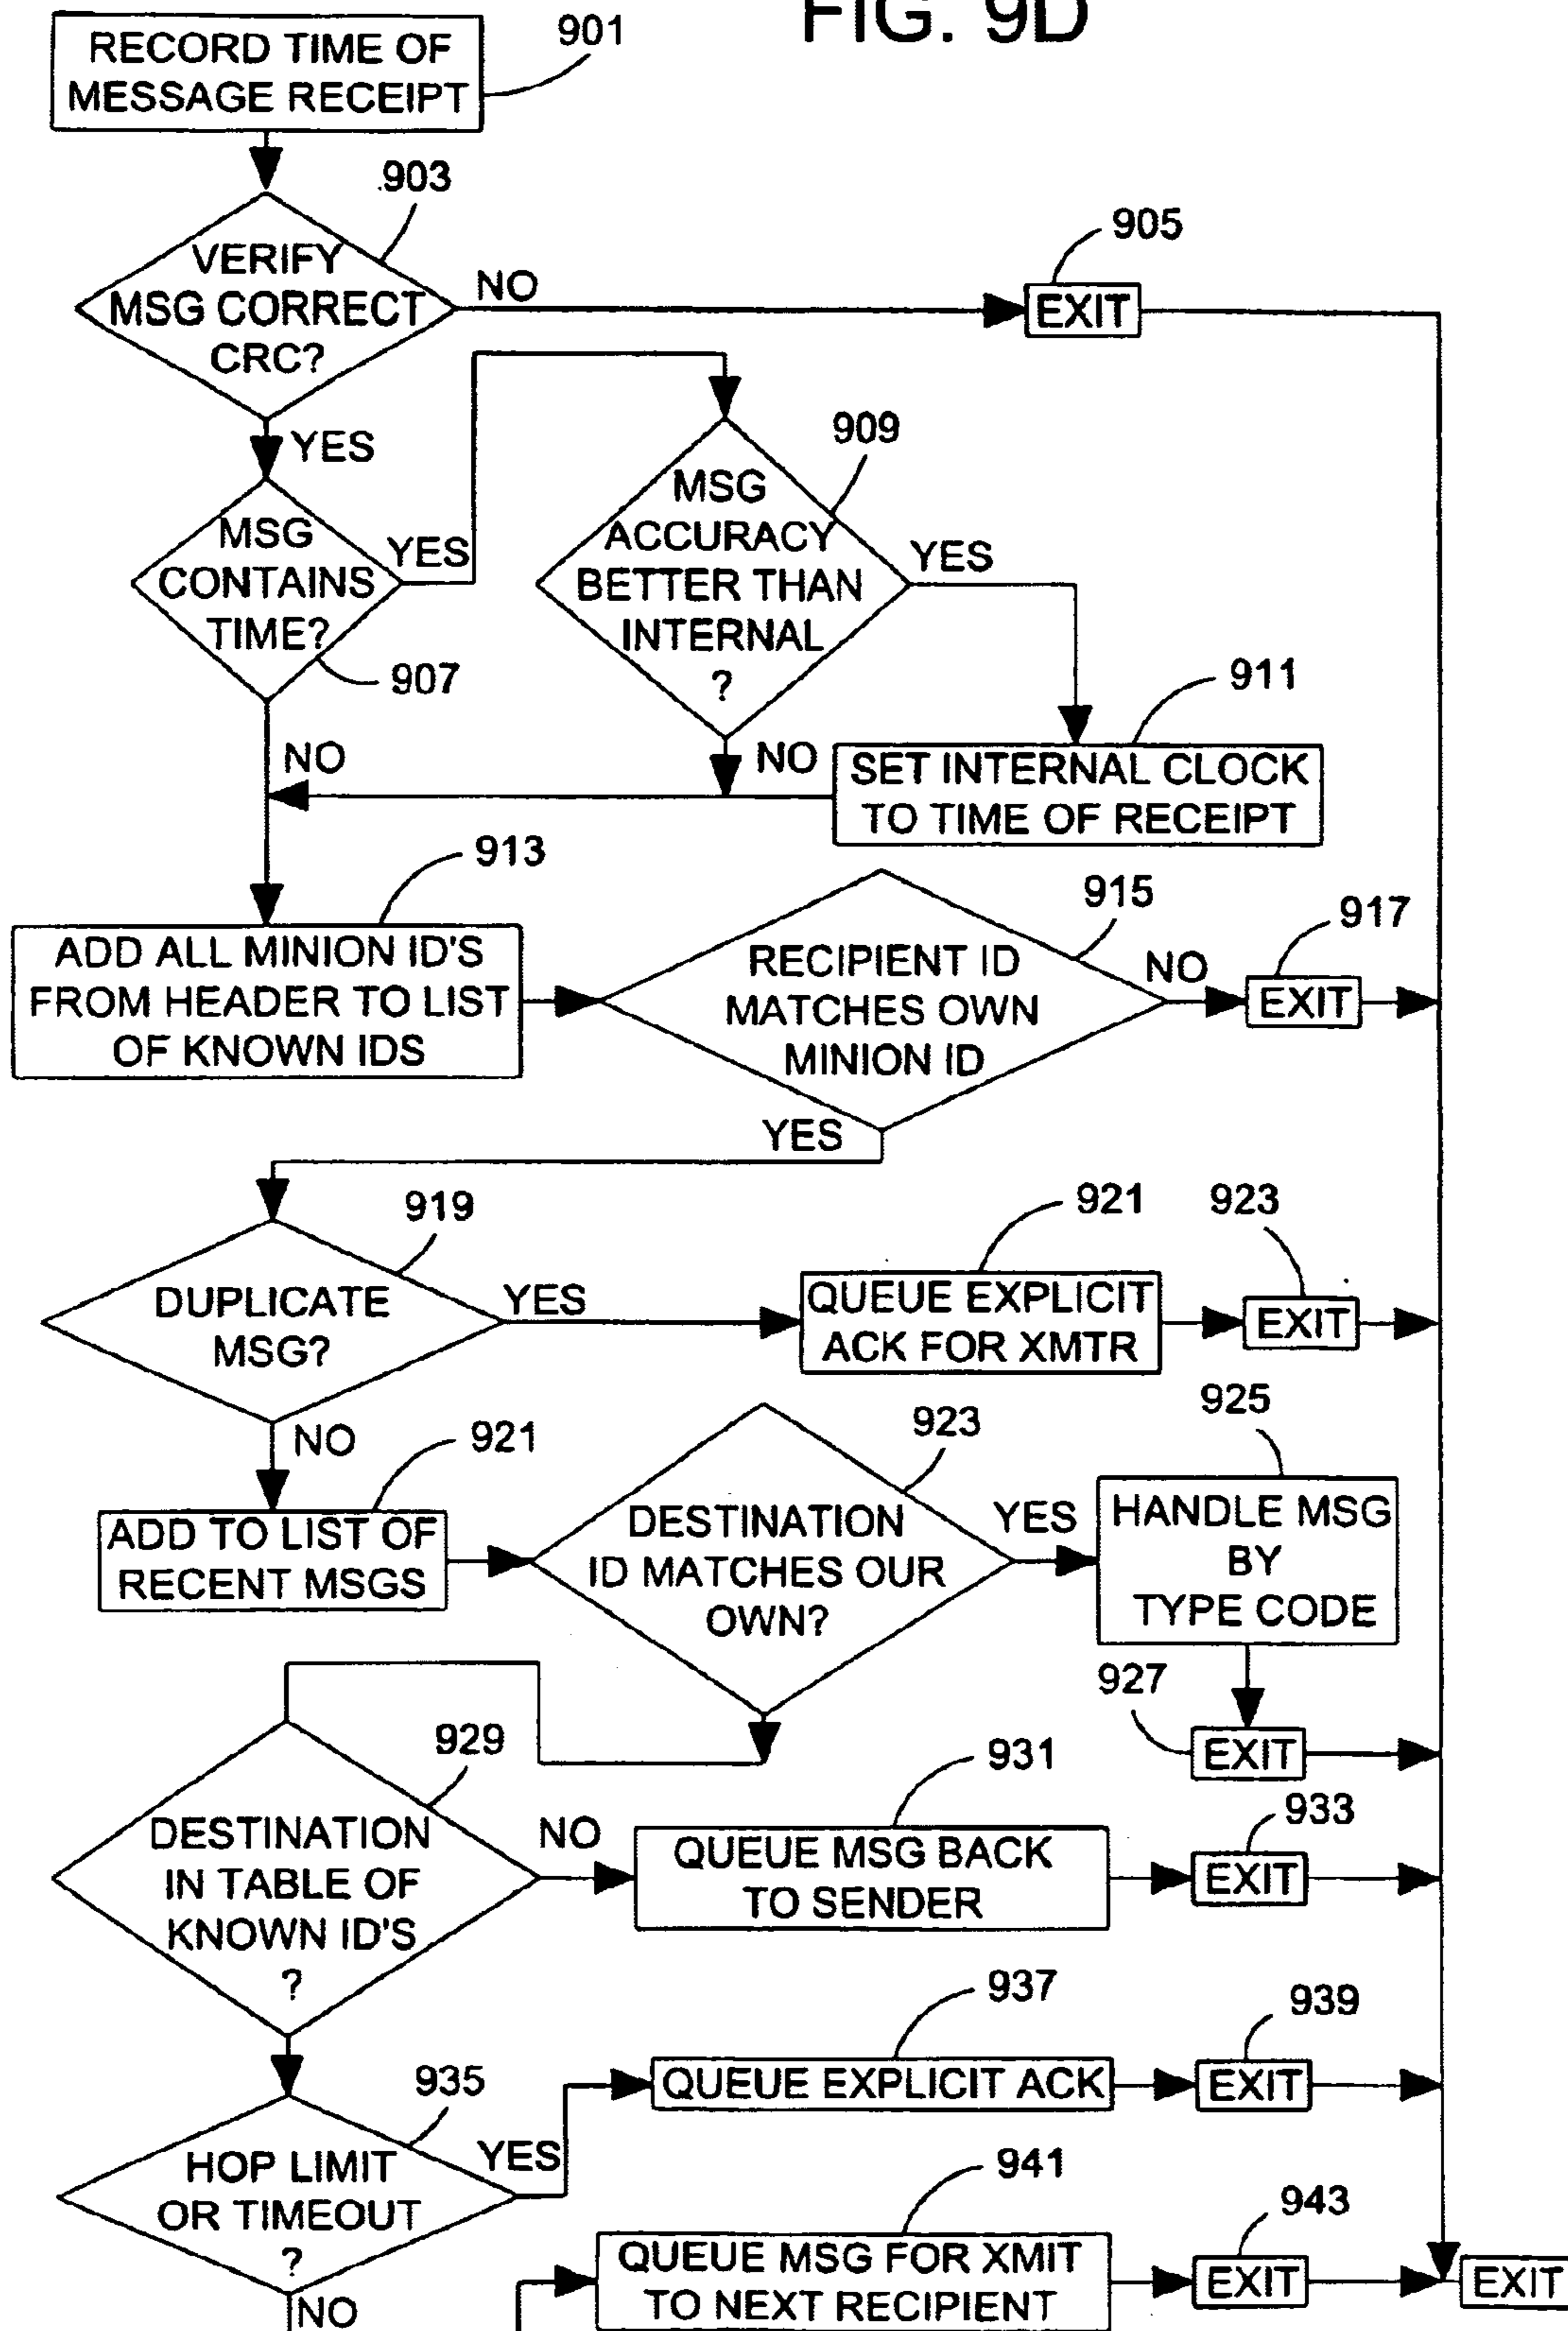 FIG. 9D
RECORD TIME OF
MESSAGE RECEIPT
901
903
VERIFY
MSG CORRECT
CRC?
NO
905
EXIT
YES
MSG
CONTAINS
TIME?
YES
907
909
MSG
ACCURACY
BETTER THAN
INTERNAL
?
YES
911
NO
NO
SET INTERNAL CLOCK
TO TIME OF RECEIPT
913
ADD ALL MINION ID'S
FROM HEADER TO LIST
OF KNOWN IDS
915
RECIPIENT ID
MATCHES OWN
MINION ID
NO
917
EXIT
YES
919
DUPLICATE
MSG?
YES
921
QUEUE EXPLICIT
ACK FOR XMTR
923
EXIT
NO
921
ADD TO LIST OF
RECENT MSGS
923
DESTINATION
ID MATCHES OUR
OWN?
YES
925
HANDLE MSG
BY
TYPE CODE
927
EXIT
929
DESTINATION
IN TABLE OF
KNOWN ID'S
?
NO
931
QUEUE MSG BACK
TO SENDER
933
EXIT
935
HOP LIMIT
OR TIMEOUT
?
YES
937
QUEUE EXPLICIT ACK
939
EXIT
NO
941
QUEUE MSG FOR XMIT
TO NEXT RECIPIENT
943
EXIT
EXIT